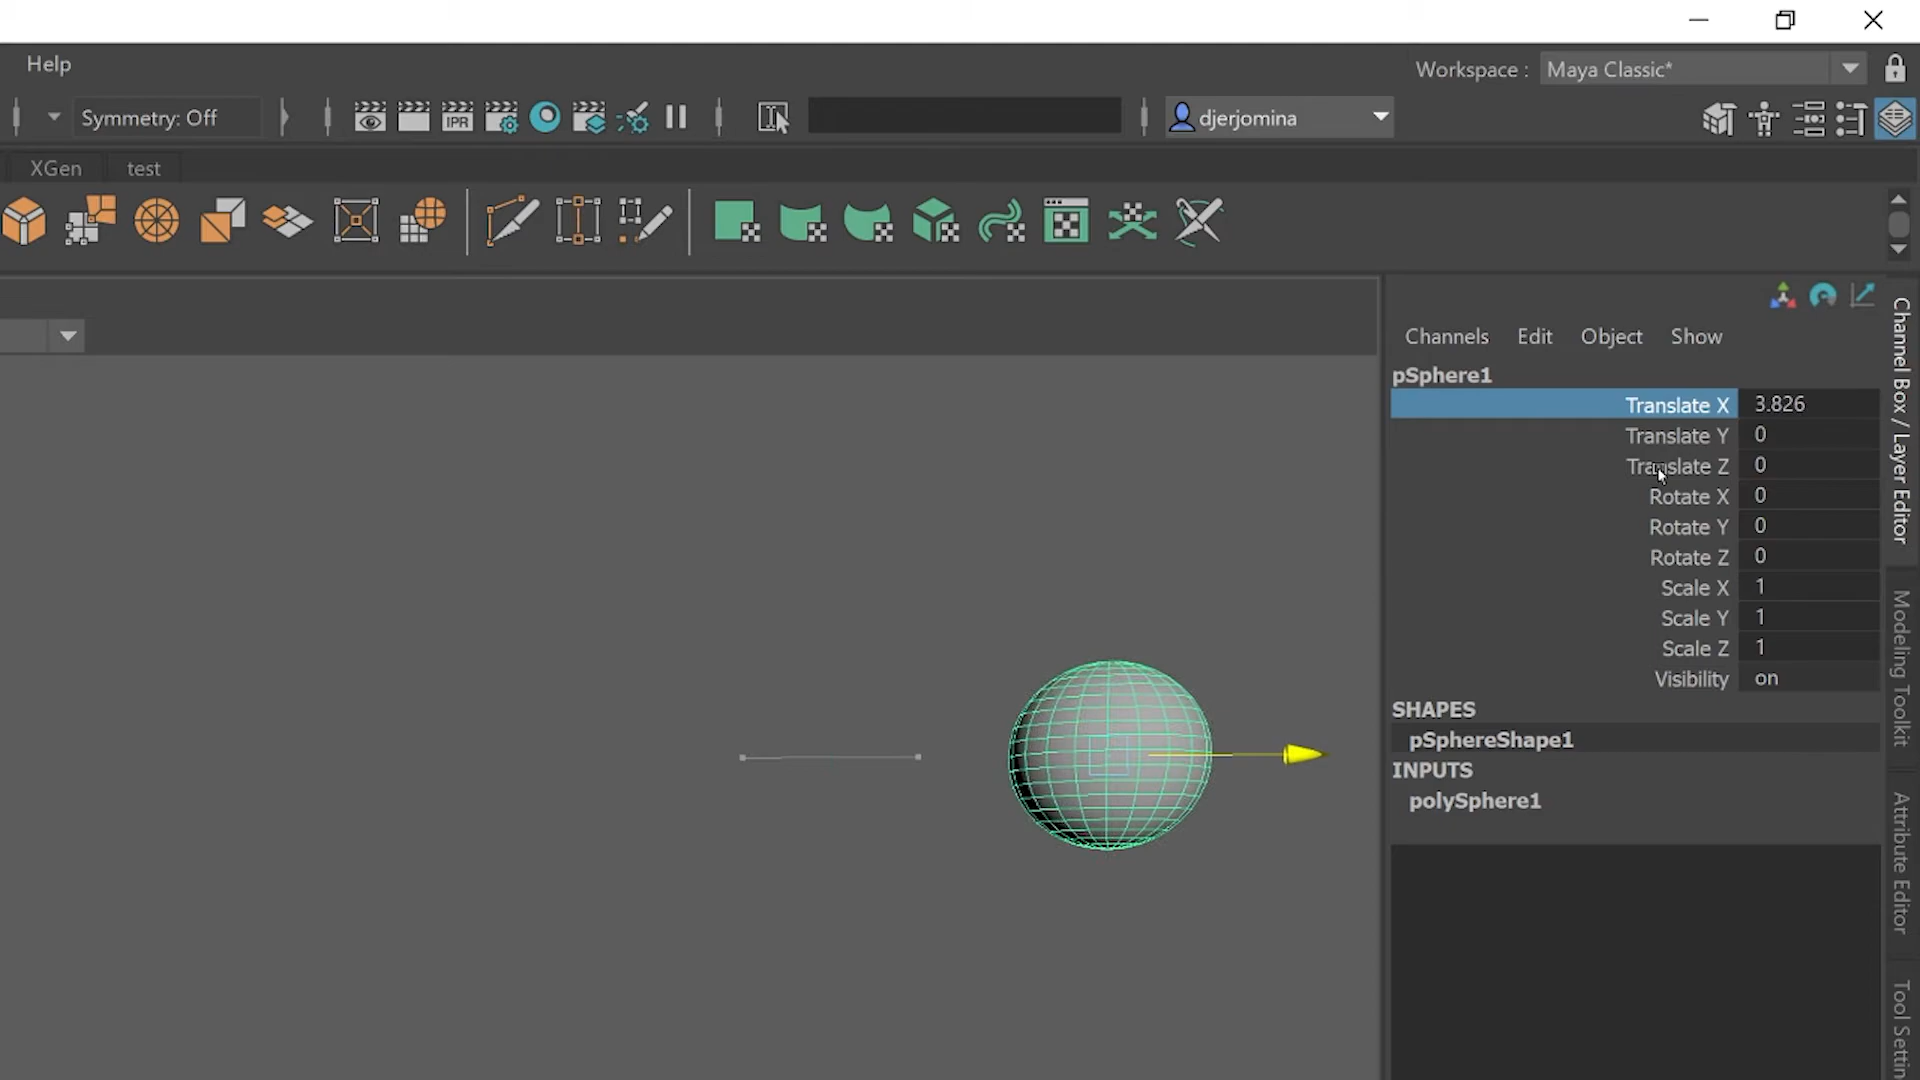 Help
Workspace :
Maya Classic*
Symmetry: Off
IPR
djerjomina
XGen
test
Channels
Edit
Object
Show
pSphere1
Translate X 3.826
Translate Y 0
Translate Z 0
Rotate X 0
Rotate Y 0
Rotate Z 0
Scale X 1
Scale Y 1
Scale Z 1
Visibility on
SHAPES
pSphereShape1
INPUTS
polySphere1
Channel Box / Layer Editor
Modeling Toolkit
Attribute Editor
Tool Settin